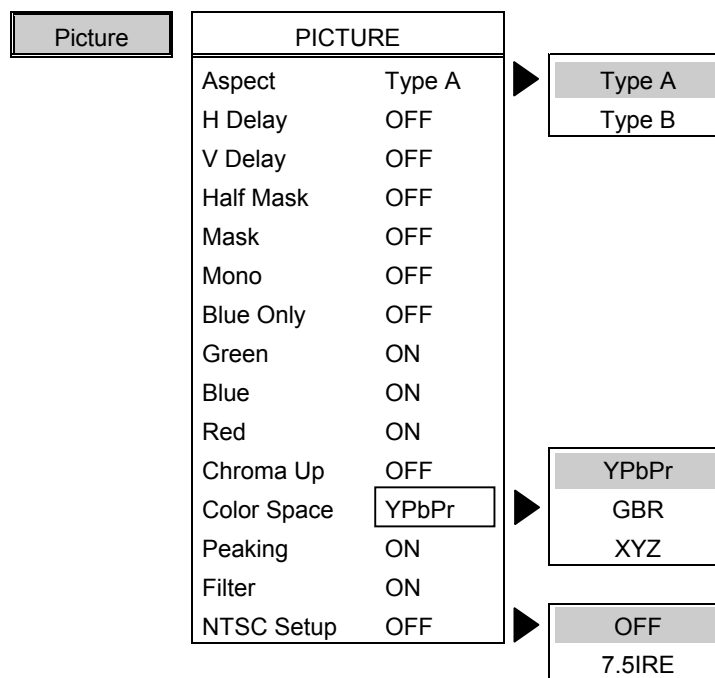 Picture
PICTURE
Aspect Type A
Type A
H Delay OFF
Type B
V Delay OFF
Half Mask OFF
Mask OFF
Mono OFF
Blue Only OFF
Green ON
Blue ON
Red ON
Chroma Up OFF
YPbPr
Color Space YPbPr
GBR
Peaking ON
XYZ
Filter ON
NTSC Setup OFF
OFF
7.5IRE